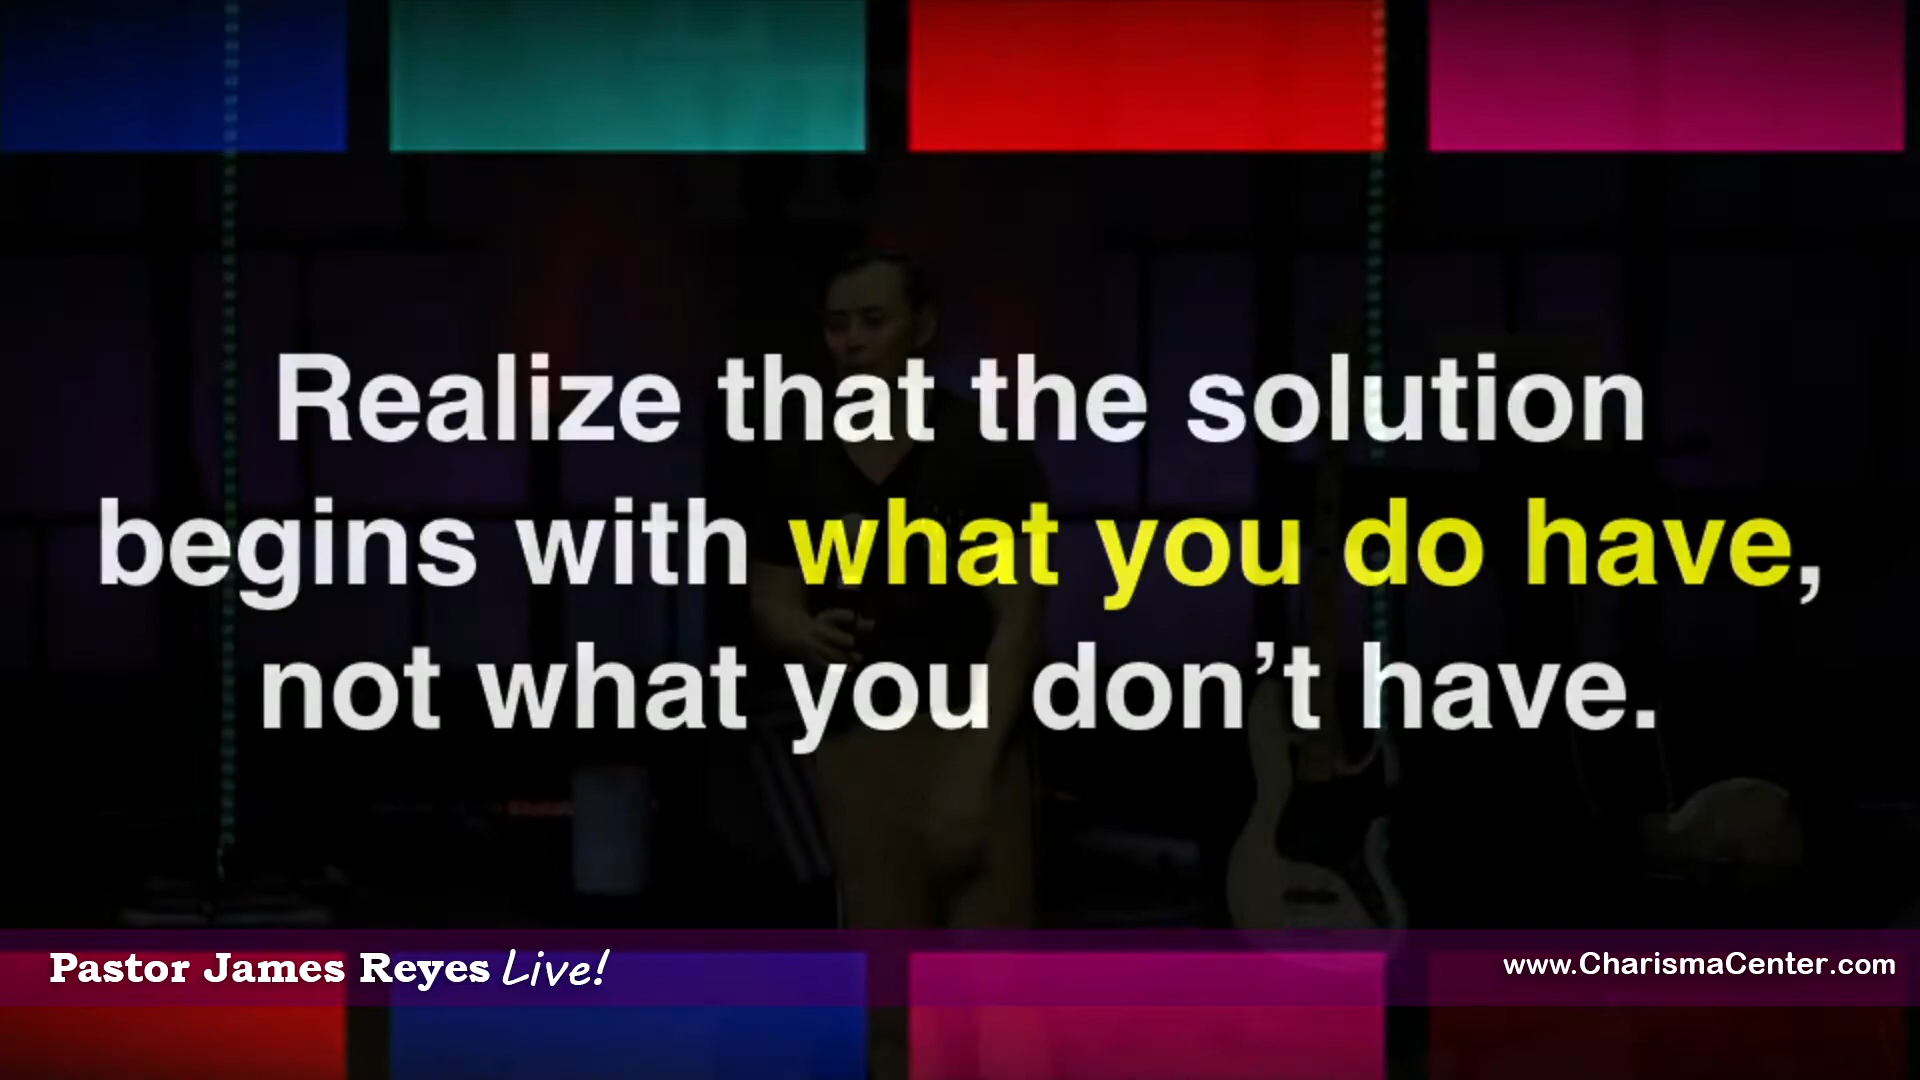 Realize that the solution
begins with what you do have,
not what you don’t have.
Pastor James Reyes Live!
www.CharismaCenter.com